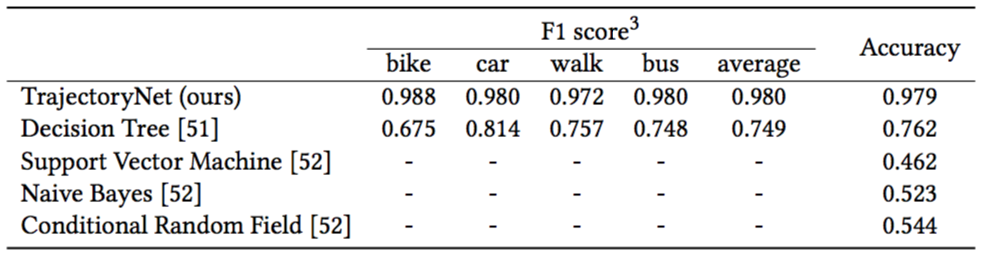 F1 score3 Accuracy
bike car walk bus average
TrajectoryNet (ours) 0.988 0.980 0.972 0.980 0.980 0.979
Decision Tree [51] 0.675 0.814 0.757 0.748 0.749 0.762
Support Vector Machine [52] - - - - - 0.462
Naive Bayes [52] - - - - - 0.523
Conditional Random Field [52] - - - - - 0.544